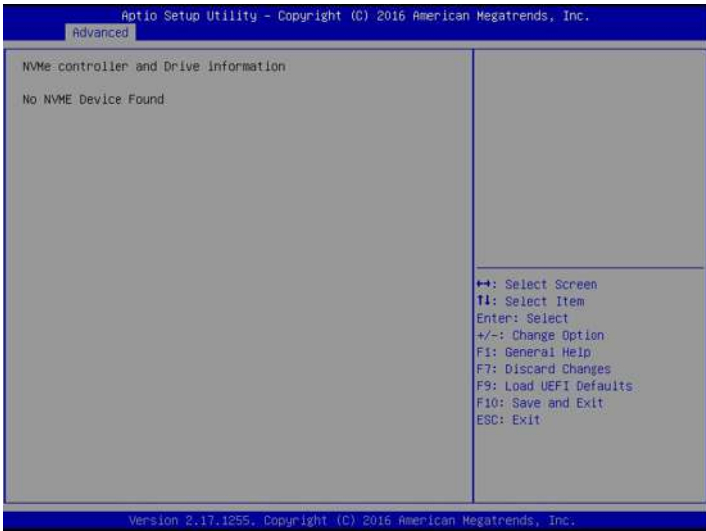 Aptio Setup Utility - Copyright (C) 2016 American Megatrends, Inc.
Advanced
NVMe controller and Drive information
No NVME Device Found
↔: Select Screen
↑↓: Select Item
Enter: Select
+/-: Change Option
F1: General Help
F7: Discard Changes
F9: Load UEFI Defaults
F10: Save and Exit
ESC: Exit
Version 2.17.1255. Copyright (C) 2016 American Megatrends, Inc.